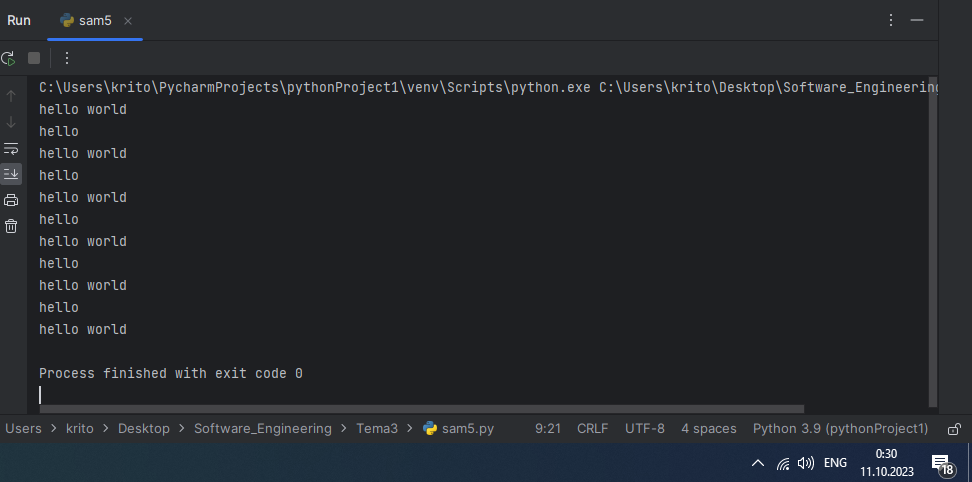 Run sam5
C:\Users\krito\PycharmProjects\pythonProject1\venv\Scripts\python.exe C:\Users\krito\Desktop\Software_Engineering
hello world
hello
hello world
hello
hello world
hello
hello world
hello
hello world
hello
hello world
Process finished with exit code 0
Users > krito > Desktop > Software_Engineering > Tema3 > sam5.py 9:21 CRLF UTF-8 4 spaces Python 3.9 (pythonProject1)
ENG 0:30
11.10.2023 18